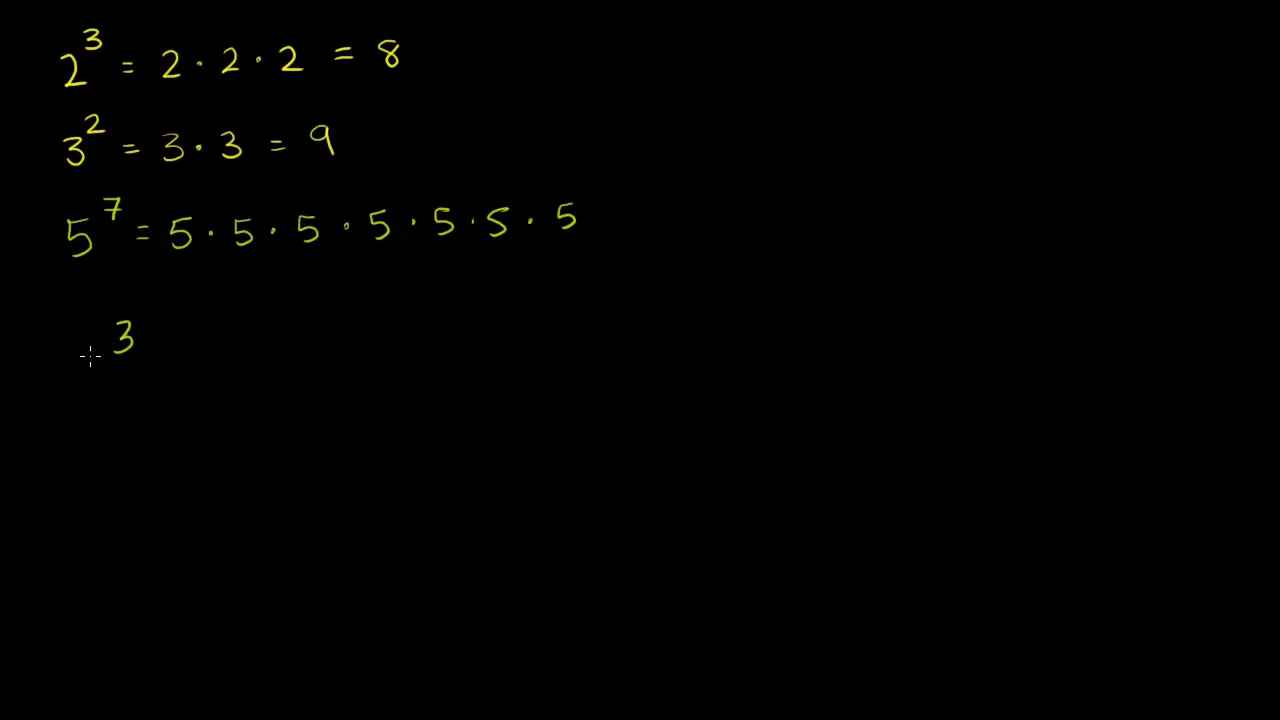 2³ = 2 · 2 · 2 = 8
3² = 3 · 3 = 9
5⁷ = 5 · 5 · 5 · 5 · 5 · 5 · 5
3